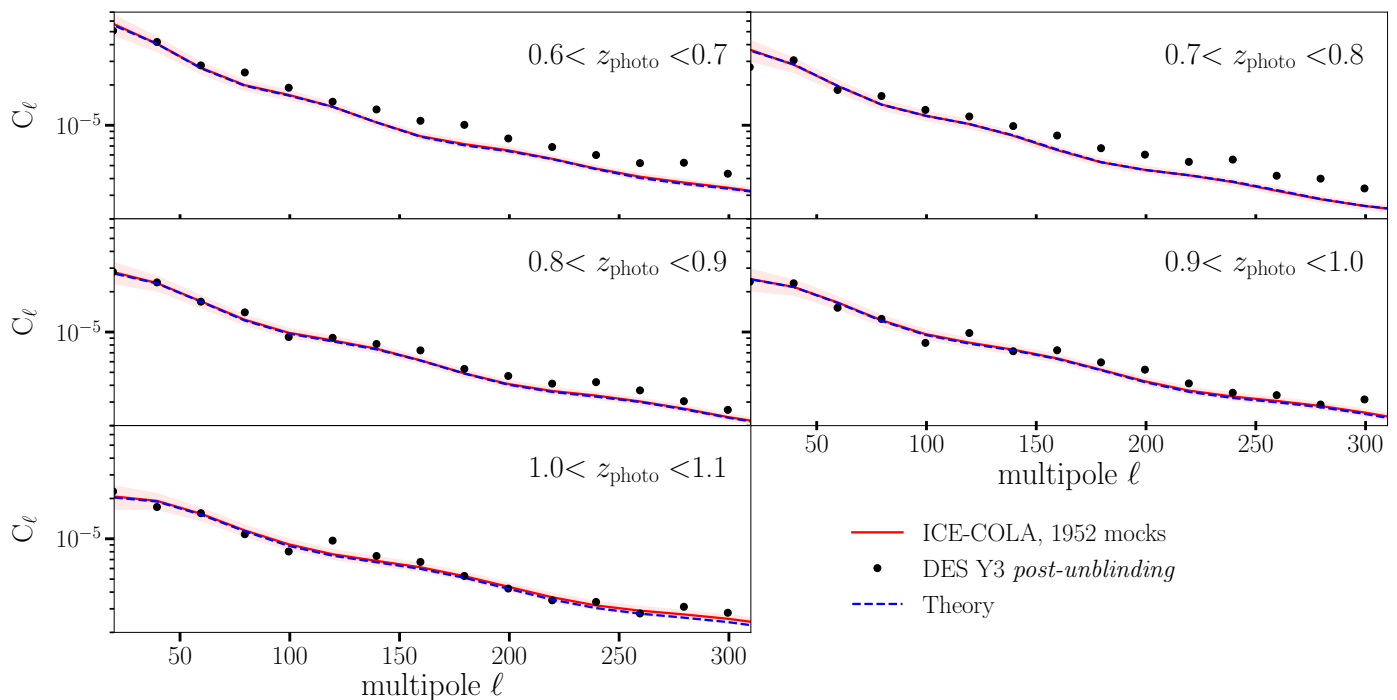 0.6< z_photo <0.7
0.7< z_photo <0.8
C_ℓ
10^-5
0.8< z_photo <0.9
0.9< z_photo <1.0
C_ℓ
10^-5
50 100 150 200 250 300
multipole ℓ
1.0< z_photo <1.1
C_ℓ
10^-5
ICE-COLA, 1952 mocks
DES Y3 post-unblinding
Theory
50 100 150 200 250 300
multipole ℓ